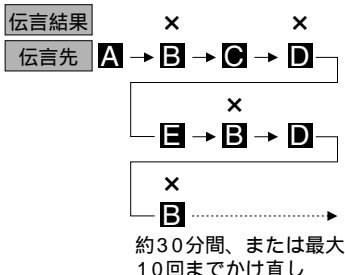 伝言結果 × ×
伝言先 A → B → C → D
×
E → B → D
×
B
約30分間、または最大
10回までかけ直し